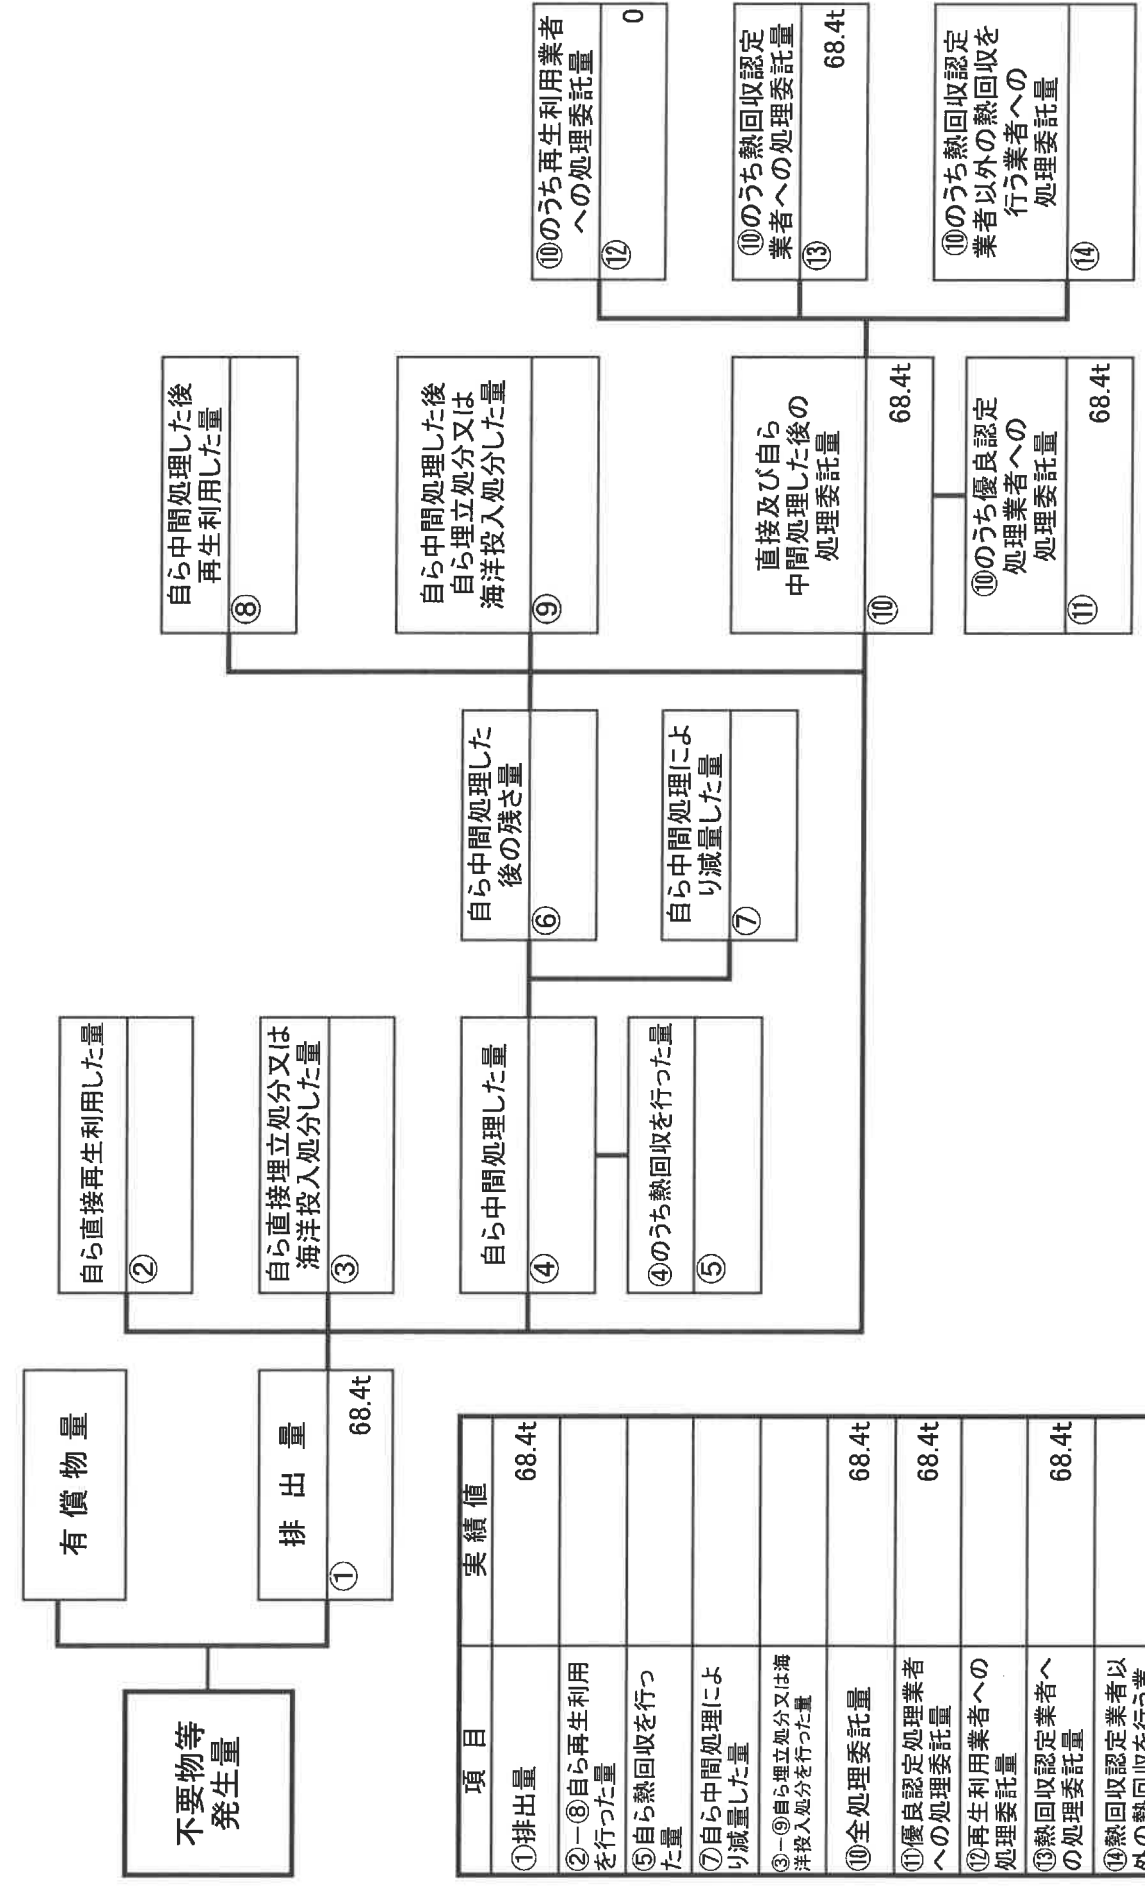 不要物等
発生量
有償物量
排出量
①
68.4t
自ら直接再生利用した量
②
自ら直接埋立処分又は
海洋投入処分した量
③
自ら中間処理した量
④
④のうち熱回収を行った量
⑤
自ら中間処理した
後の残さ量
⑥
自ら中間処理によ
り減量した量
⑦
自ら中間処理した後
再生利用した量
⑧
自ら中間処理した後
自ら埋立処分又は
海洋投入処分した量
⑨
直接及び自ら
中間処理した後の
処理委託量
⑩
68.4t
⑩のうち優良認定
処理業者への
処理委託量
⑪
68.4t
⑩のうち再生利用業者
への処理委託量
⑫
0
⑩のうち熱回収認定
業者への処理委託量
⑬
68.4t
⑩のうち熱回収認定
業者以外の熱回収を
行う業者への
処理委託量
⑭
項目 実績値
①排出量 68.4t
②－⑧自ら再生利用
を行った量
⑤自ら熱回収を行っ
た量
⑦自ら中間処理によ
り減量した量
③－⑨自ら埋立処分又は海
洋投入処分を行った量
⑩全処理委託量 68.4t
⑪優良認定処理業者
への処理委託量 68.4t
⑫再生利用業者への
処理委託量
⑬熱回収認定業者へ
の処理委託量 68.4t
⑭熱回収認定業者以
外の熱回収を行う業